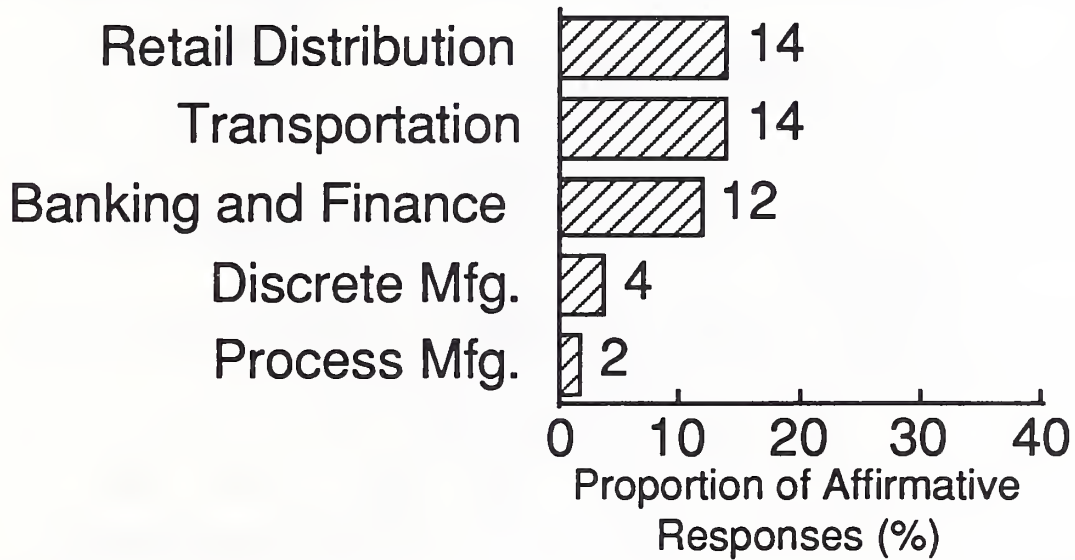 Retail Distribution 14
Transportation 14
Banking and Finance 12
Discrete Mfg. 4
Process Mfg. 2
0 10 20 30 40
Proportion of Affirmative
Responses (%)